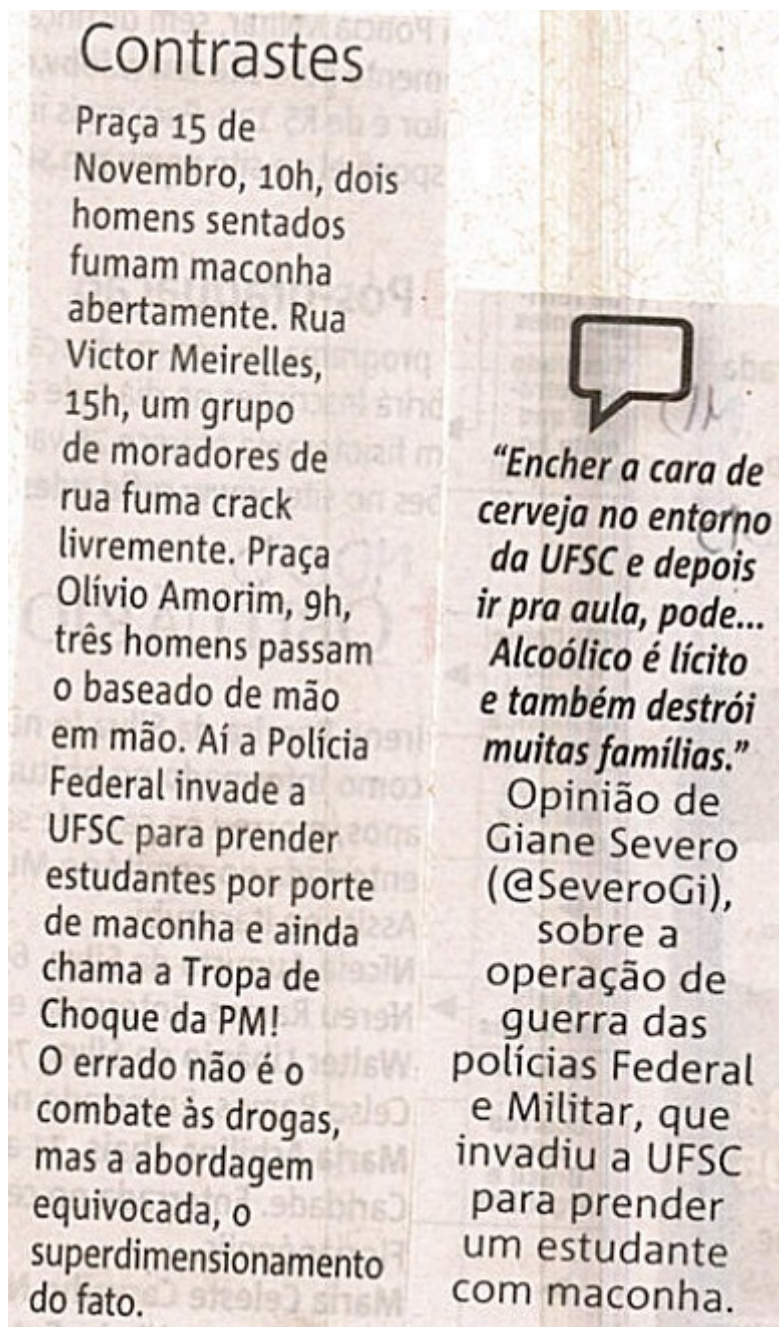 Contrastes
Praça 15 de
Novembro, 10h, dois
homens sentados
fumam maconha
abertamente. Rua
Victor Meirelles,
15h, um grupo
de moradores de
rua fuma crack
livremente. Praça
Olívio Amorim, 9h,
três homens passam
o baseado de mão
em mão. Aí a Polícia
Federal invade a
UFSC para prender
estudantes por porte
de maconha e ainda
chama a Tropa de
Choque da PM!
O errado não é o
combate às drogas,
mas a abordagem
equivocada, o
superdimensionamento
do fato.
“Encher a cara de
cerveja no entorno
da UFSC e depois
ir pra aula, pode...
Alcoólico é lícito
e também destrói
muitas famílias.”
Opinião de
Giane Severo
(@SeveroGi),
sobre a
operação de
guerra das
polícias Federal
e Militar, que
invadiu a UFSC
para prender
um estudante
com maconha.